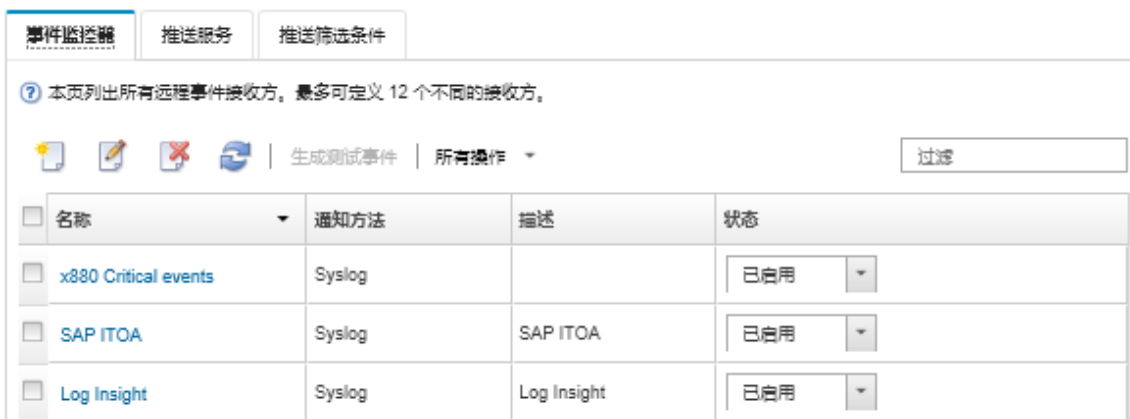 事件监控器 推送服务 推送筛选条件
? 本页列出所有远程事件接收方。最多可定义 12 个不同的接收方。
生成测试事件 所有操作 过滤
名称 通知方法 描述 状态
x880 Critical events Syslog 已启用
SAP ITOA Syslog SAP ITOA 已启用
Log Insight Syslog Log Insight 已启用